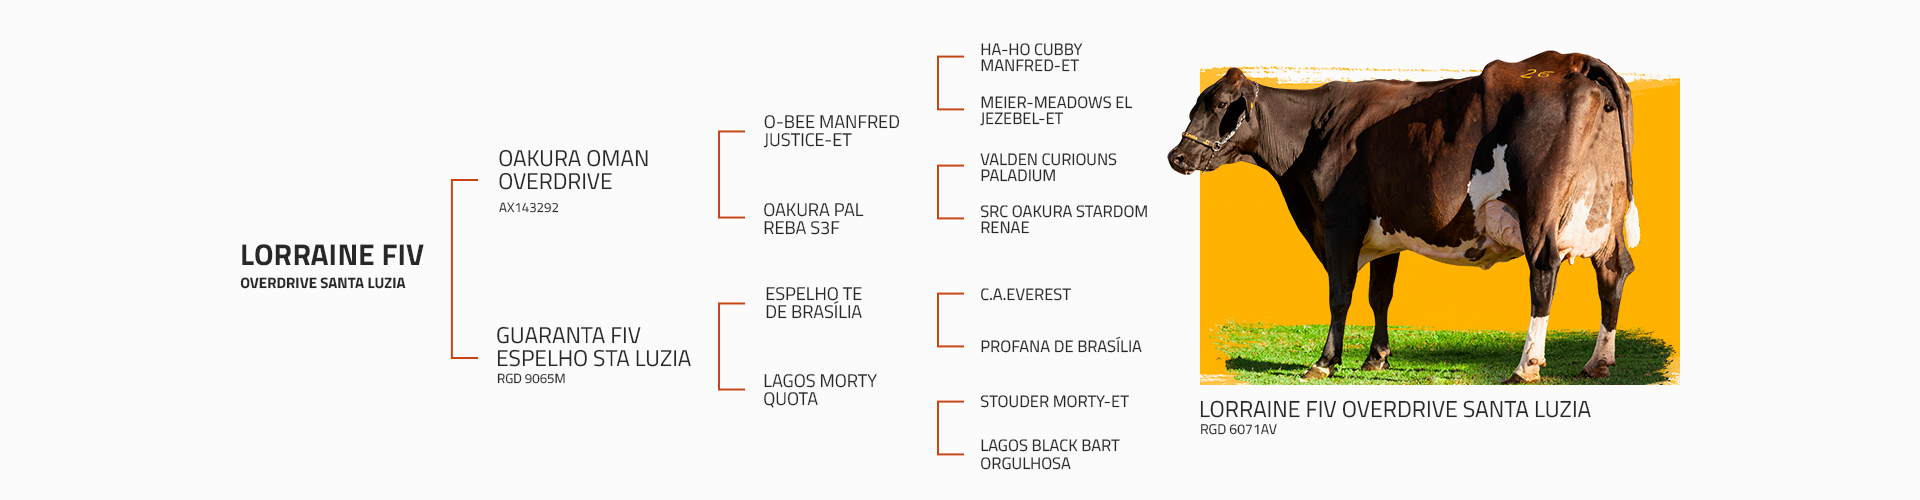 LORRAINE FIV
OVERDRIVE SANTA LUZIA
OAKURA OMAN
OVERDRIVE
AX143292
GUARANTA FIV
ESPELHO STA LUZIA
RGD 9065M
O-BEE MANFRED
JUSTICE-ET
OAKURA PAL
REBA S3F
ESPELHO TE
DE BRASÍLIA
LAGOS MORTY
QUOTA
HA-HO CUBBY
MANFRED-ET
MEIER-MEADOWS EL
JEZEBEL-ET
VALDEN CURIOUNS
PALADIUM
SRC OAKURA STARDOM
RENAE
C.A.EVEREST
PROFANA DE BRASÍLIA
STOUDER MORTY-ET
LAGOS BLACK BART
ORGULHOSA
26
LORRAINE FIV OVERDRIVE SANTA LUZIA
RGD 6071AV